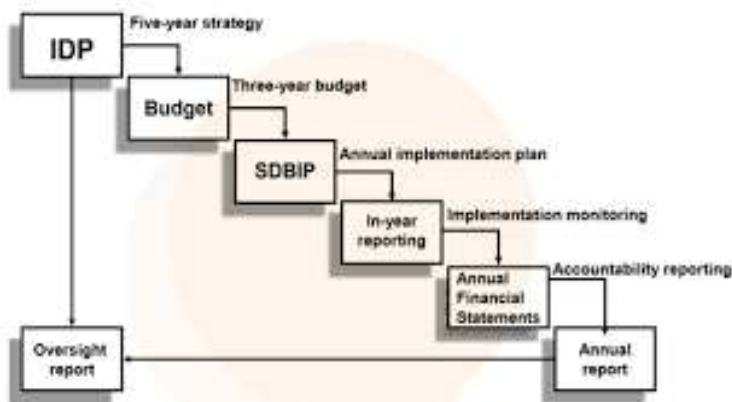 Five-year strategy
IDP
Three-year budget
Budget
Annual implementation plan
SDBIP
Implementation monitoring
In-year
reporting
Accountability reporting
Annual
Financial
Statements
Oversight
report
Annual
report